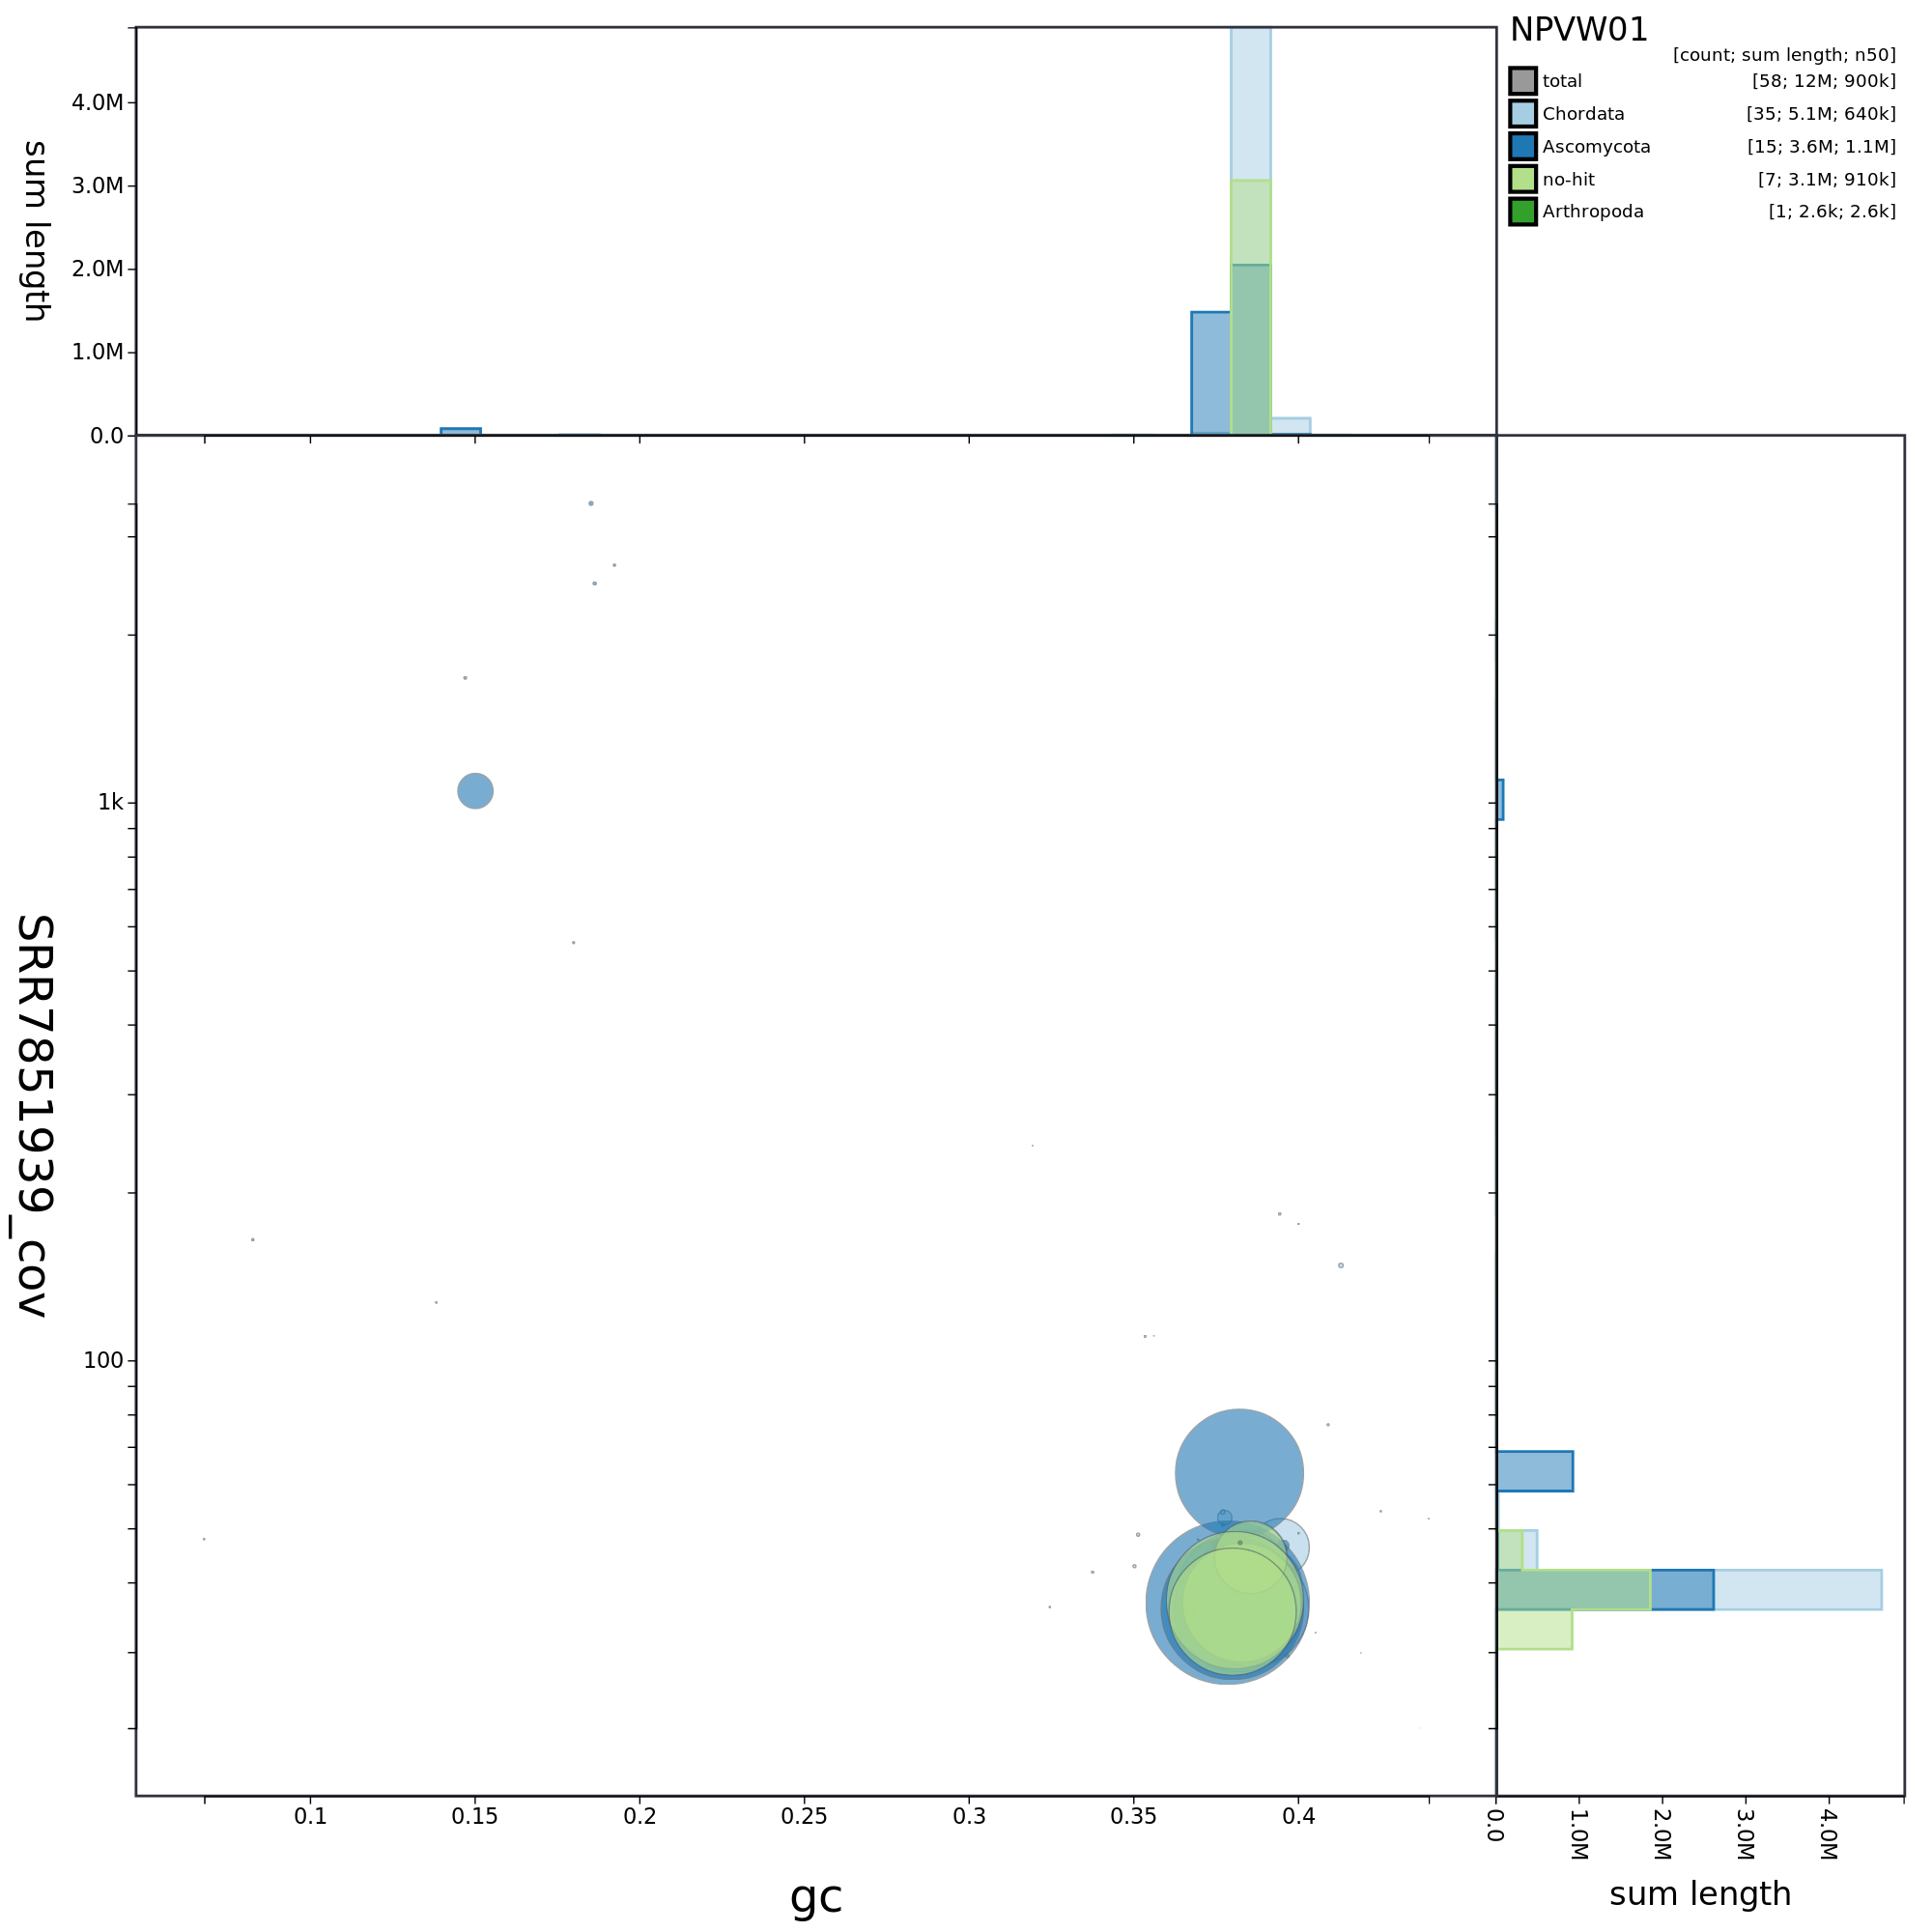 NPVW01
[count; sum length; n50]
total [58; 12M; 900k]
Chordata [35; 5.1M; 640k]
Ascomycota [15; 3.6M; 1.1M]
no-hit [7; 3.1M; 910k]
Arthropoda [1; 2.6k; 2.6k]
sum length
4.0M
3.0M
2.0M
1.0M
0.0
SRR7851939_cov
1k
100
0.1 0.15 0.2 0.25 0.3 0.35 0.4
gc
0.0 1.0M 2.0M 3.0M 4.0M
sum length